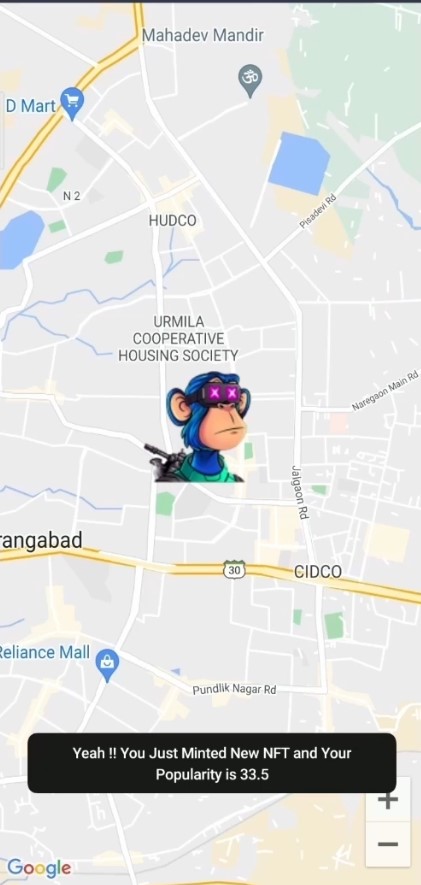 Mahadev Mandir
D Mart
N 2
HUDCO
Pisadevi Rd
URMILA
COOPERATIVE
HOUSING SOCIETY
Naregaon Main Rd
Jalgaon Rd
rangabad
30
CIDCO
Reliance Mall
Pundlik Nagar Rd
Yeah !! You Just Minted New NFT and Your
Popularity is 33.5
+
−
Google